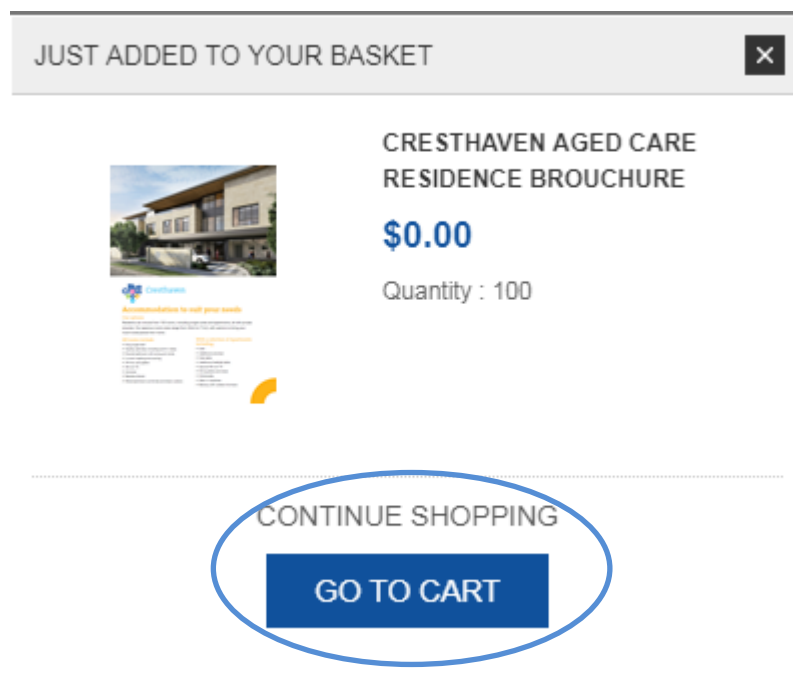 JUST ADDED TO YOUR BASKET
CRESTHAVEN AGED CARE
RESIDENCE BROUCHURE
$0.00
Quantity : 100
Cresthaven
Accommodation to suit your needs
CONTINUE SHOPPING
GO TO CART